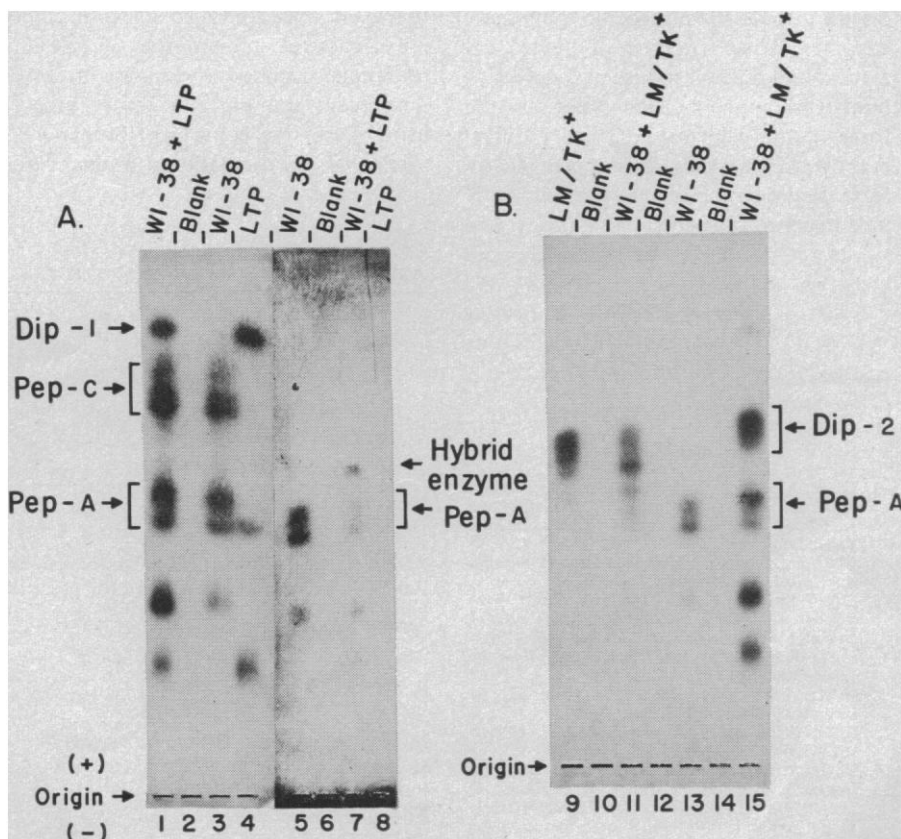 A.
WI-38 + LTP
Blank
WI-38
LTP
WI-38
Blank
WI-38 + LTP
LTP
Dip-1
Pep-C
Pep-A
Hybrid
enzyme
Pep-A
(+)
Origin
(-)
1 2 3 4 5 6 7 8
B.
LM/TK+
Blank
WI-38 + LM/TK+
Blank
WI-38
Blank
WI-38 + LM/TK+
Dip-2
Pep-A
Origin
9 10 11 12 13 14 15